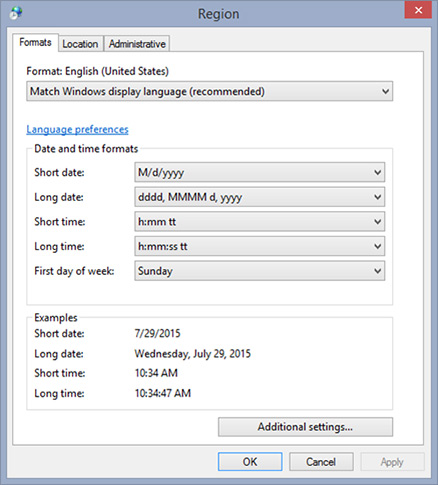 Region
Formats Location Administrative
Format: English (United States)
Match Windows display language (recommended)
Language preferences
Date and time formats
Short date: M/d/yyyy
Long date: dddd, MMMM d, yyyy
Short time: h:mm tt
Long time: h:mm:ss tt
First day of week: Sunday
Examples
Short date: 7/29/2015
Long date: Wednesday, July 29, 2015
Short time: 10:34 AM
Long time: 10:34:47 AM
Additional settings...
OK Cancel Apply